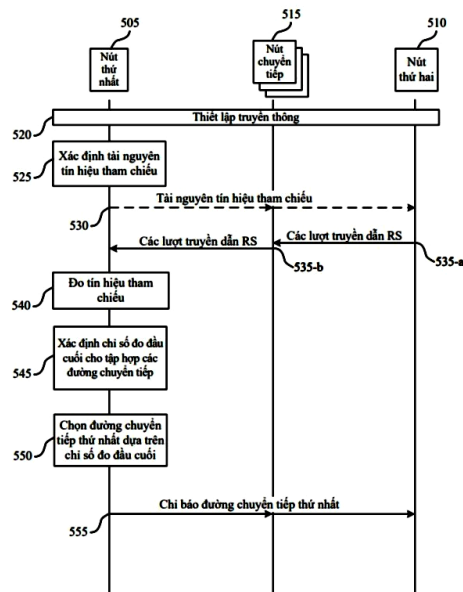 505
515
510
Nút
thứ
nhất
Nút
chuyển
tiếp
Nút
thứ hai
Thiết lập truyền thông
520
Xác định tài nguyên
tín hiệu tham chiếu
525
Tài nguyên tín hiệu tham chiếu
530
Các lượt truyền dẫn RS
Các lượt truyền dẫn RS
535-b
535-a
Đo tín hiệu tham
chiếu
540
Xác định chỉ số đo đầu
cuối cho tập hợp các
đường chuyển tiếp
545
Chọn đường chuyển
tiếp thứ nhất dựa trên
chỉ số đo đầu cuối
550
Chỉ báo đường chuyển tiếp thứ nhất
555